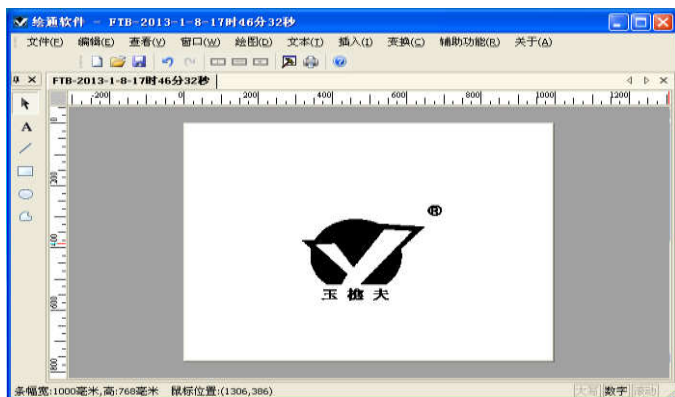 绘通软件 - FTB-2013-1-8-17时46分32秒
文件(F) 编辑(E) 查看(V) 窗口(W) 绘图(D) 文本(T) 插入(I) 变换(C) 辅助功能(R) 关于(A)
FTB-2013-1-8-17时46分32秒
-200 0 200 400 600 800 1000 1200
A
0
200
400
600
800
®
玉樵夫
条幅宽:1000毫米,高:768毫米 鼠标位置:(1306,386) 大写 数字 滚动